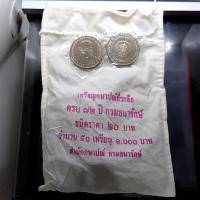 เหรียญกษาปณ์ที่ระลึก
ครบ ๗๒ ปี กรมธนารักษ์
ชนิดราคา ๒๐ บาท
จำนวน ๕๐ เหรียญ ๑,๐๐๐ บาท
สำนักกษาปณ์ กรมธนารักษ์